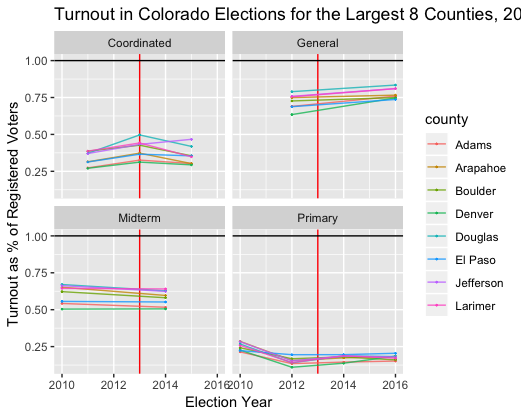 Turnout in Colorado Elections for the Largest 8 Counties, 20
Coordinated General
1.00
0.75
0.50
0.25
Midterm Primary
1.00
0.75
0.50
0.25
2010 2012 2014 2016 2010 2012 2014 2016
Election Year
Turnout as % of Registered Voters
county
Adams
Arapahoe
Boulder
Denver
Douglas
El Paso
Jefferson
Larimer